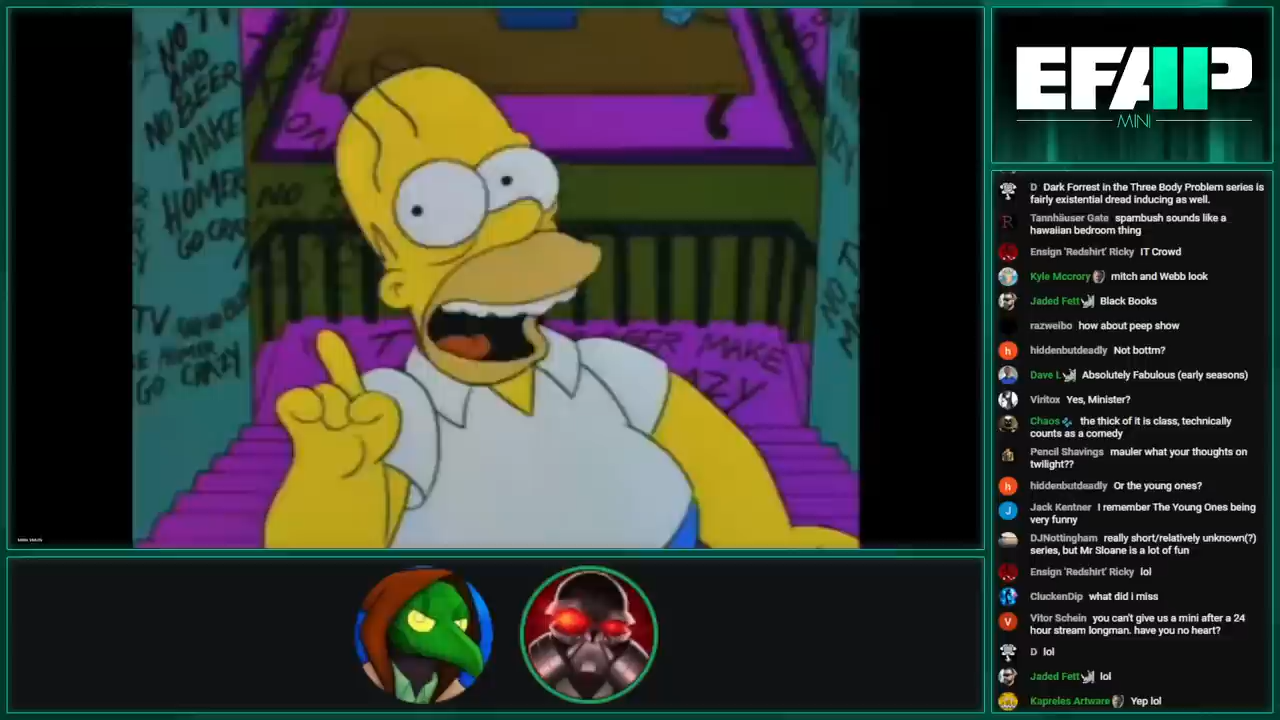 NO TV
AND
NO BEER
MAKE
HOMER
GO CRAZY
TV
GO CRAZY
NO
BEER MAKE
EFAP
MINI
D Dark Forrest in the Three Body Problem series is
fairly existential dread inducing as well.
Tannhäuser Gate spambush sounds like a
hawaiian bedroom thing
Ensign 'Redshirt' Ricky IT Crowd
Kyle Mccrory mitch and Webb look
Jaded Fett Black Books
razweibo how about peep show
hiddenbutdeadly Not bottm?
Dave L Absolutely Fabulous (early seasons)
Viritox Yes, Minister?
Chaos the thick of it is class, technically
counts as a comedy
Pencil Shavings mauler what your thoughts on
twilight??
hiddenbutdeadly Or the young ones?
Jack Kentner I remember The Young Ones being
very funny
DJNottingham really short/relatively unknown(?)
series, but Mr Sloane is a lot of fun
Ensign 'Redshirt' Ricky lol
CluckenDip what did i miss
Vitor Schein you can't give us a mini after a 24
hour stream longman. have you no heart?
D lol
Jaded Fett lol
Kapreles Artware Yep lol